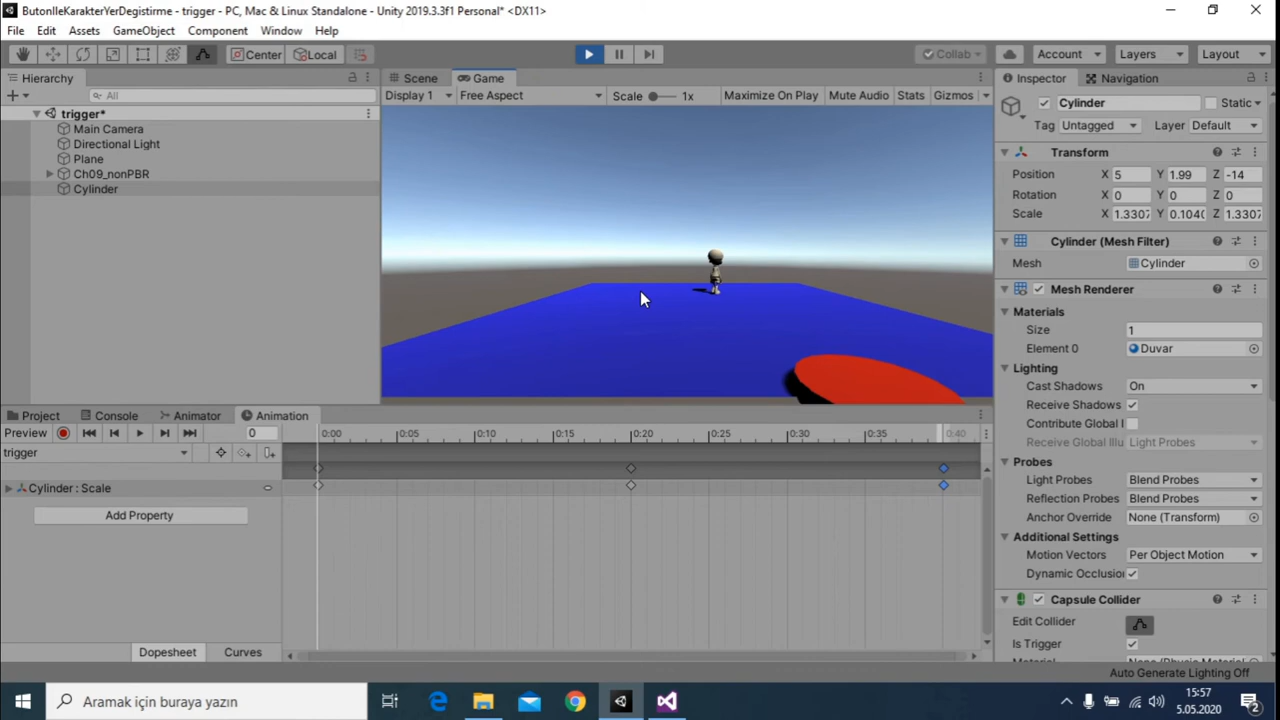 ButonIleKarakterYerDegistirme - trigger - PC, Mac & Linux Standalone - Unity 2019.3.3f1 Personal* <DX11>
File Edit Assets GameObject Component Window Help
Center Local Collab Account Layers Layout
Hierarchy Scene Game Inspector Navigation
All Display 1 Free Aspect Scale 1x Maximize On Play Mute Audio Stats Gizmos Cylinder Static
trigger*
Tag Untagged Layer Default
Main Camera
Directional Light
Plane
Ch09_nonPBR
Cylinder
Transform
Position X 5 Y 1.99 Z -14
Rotation X 0 Y 0 Z 0
Scale X 1.3307 Y 0.1040 Z 1.3307
Cylinder (Mesh Filter)
Mesh Cylinder
Mesh Renderer
Materials
Size 1
Element 0 Duvar
Lighting
Cast Shadows On
Receive Shadows
Contribute Global I
Receive Global Illu Light Probes
Probes
Light Probes Blend Probes
Reflection Probes Blend Probes
Anchor Override None (Transform)
Additional Settings
Motion Vectors Per Object Motion
Dynamic Occlusion
Capsule Collider
Edit Collider
Is Trigger
Project Console Animator Animation
Preview 0 0:00 0:05 0:10 0:15 0:20 0:25 0:30 0:35 0:40
trigger
Cylinder : Scale
Add Property
Dopesheet Curves
Auto Generate Lighting Off
Aramak için buraya yazın
15:57
5.05.2020
2